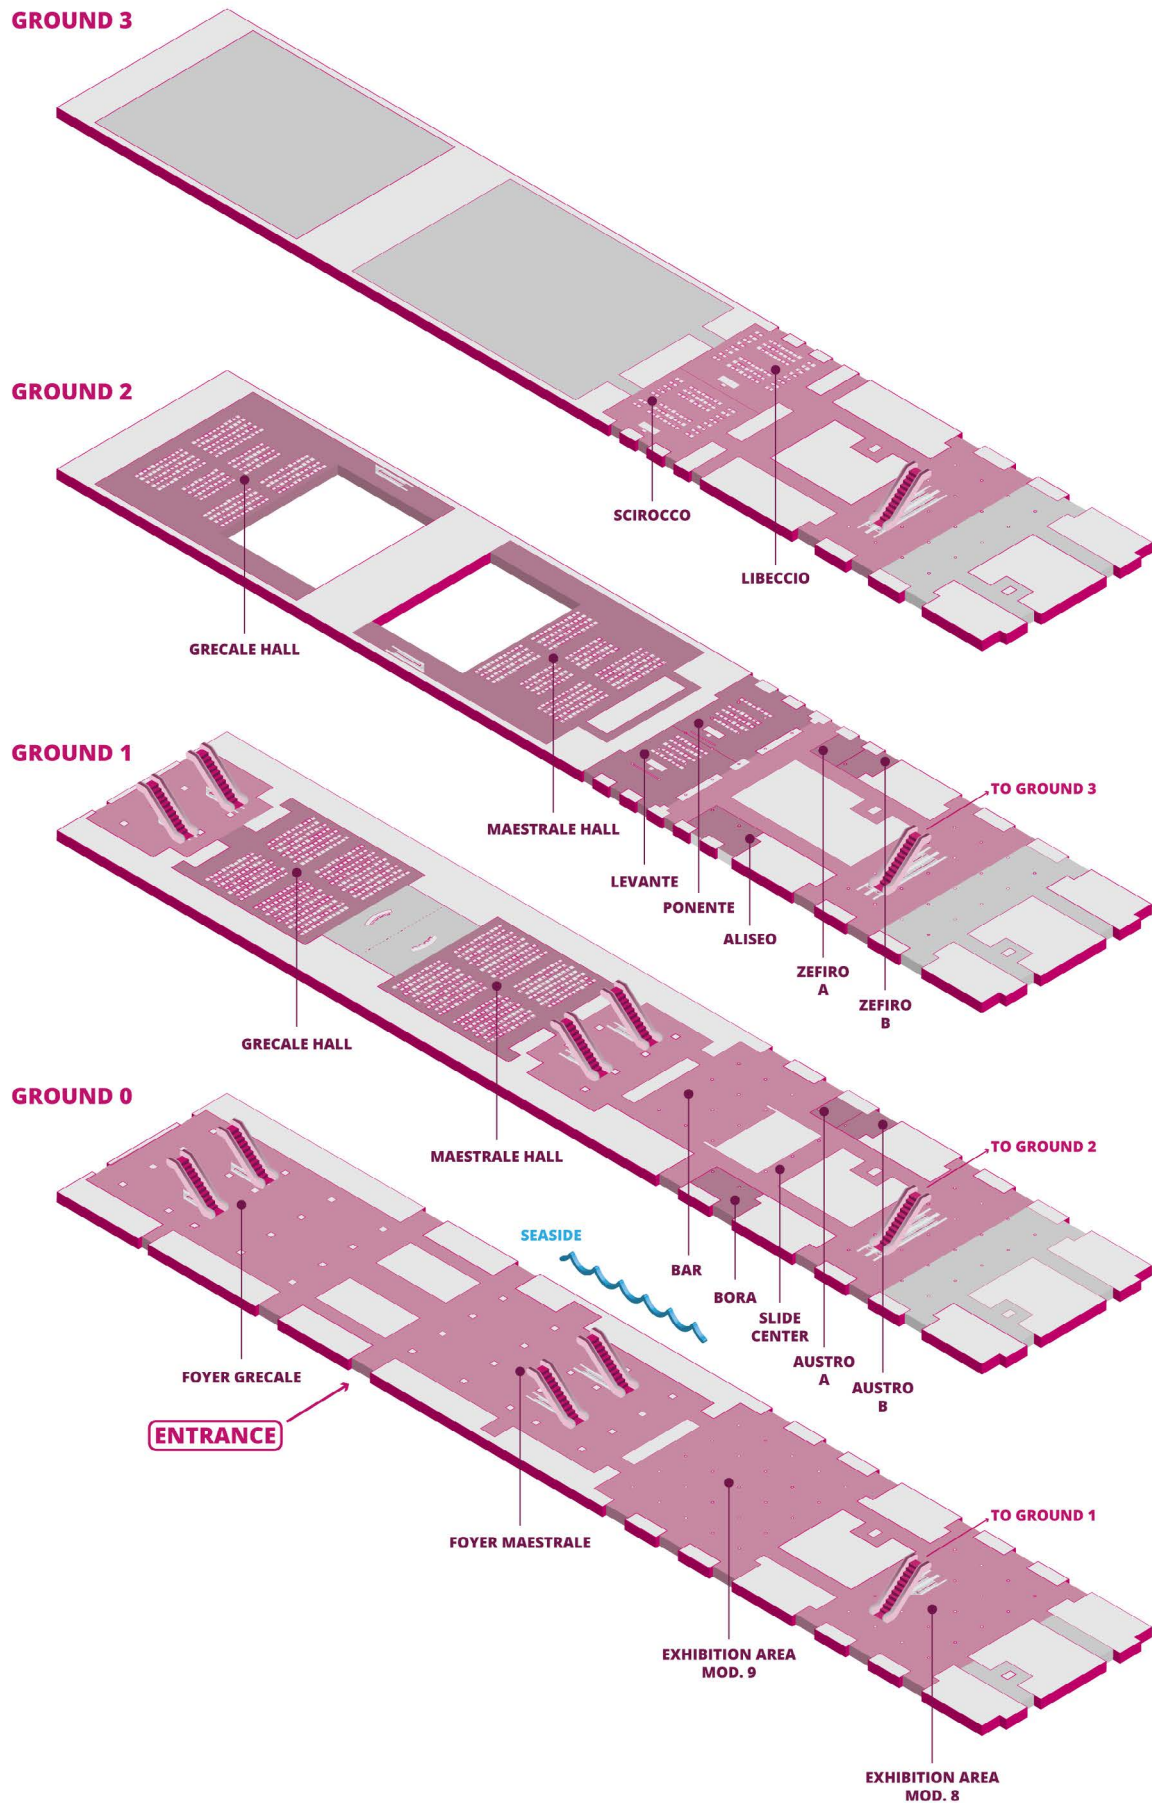 GROUND 3
SCIROCCO
LIBECCIO
GROUND 2
GRECALE HALL
MAESTRALE HALL
LEVANTE
PONENTE
ALISEO
ZEFIRO
A
ZEFIRO
B
TO GROUND 3
GROUND 1
GRECALE HALL
MAESTRALE HALL
BAR
BORA
SLIDE
CENTER
AUSTRO
A
AUSTRO
B
TO GROUND 2
GROUND 0
SEASIDE
FOYER GRECALE
ENTRANCE
FOYER MAESTRALE
TO GROUND 1
EXHIBITION AREA
MOD. 9
EXHIBITION AREA
MOD. 8